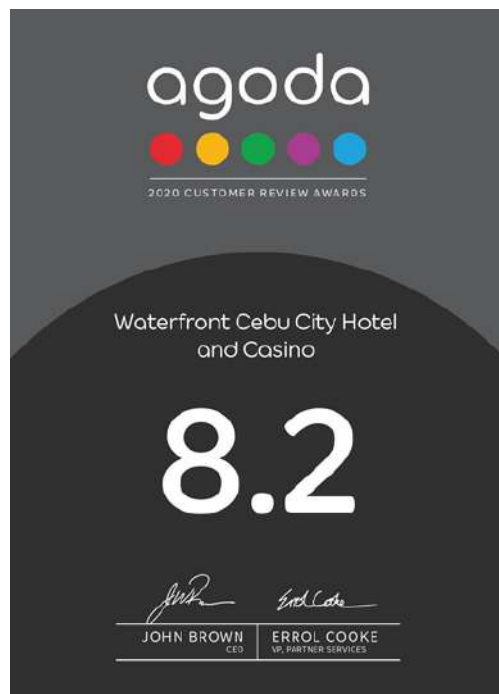 agoda
2020 CUSTOMER REVIEW AWARDS
Waterfront Cebu City Hotel
and Casino
8.2
JOHN BROWN
CEO
ERROL COOKE
VP, PARTNER SERVICES